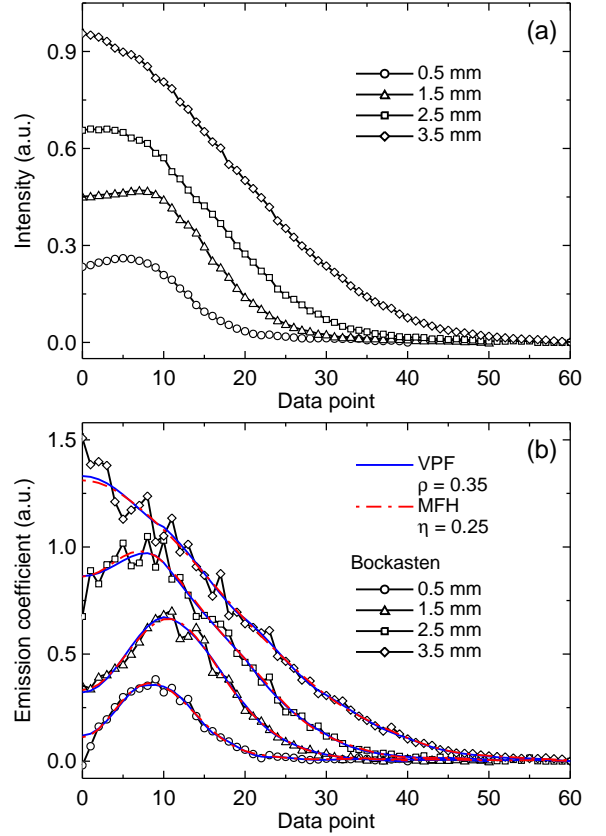 (a)
0.5 mm
1.5 mm
2.5 mm
3.5 mm
Intensity (a.u.)
0.9
0.6
0.3
0.0
0 10 20 30 40 50 60
Data point
(b)
VPF
ρ = 0.35
MFH
η = 0.25
Bockasten
0.5 mm
1.5 mm
2.5 mm
3.5 mm
Emission coefficient (a.u.)
1.5
1.0
0.5
0.0
0 10 20 30 40 50 60
Data point